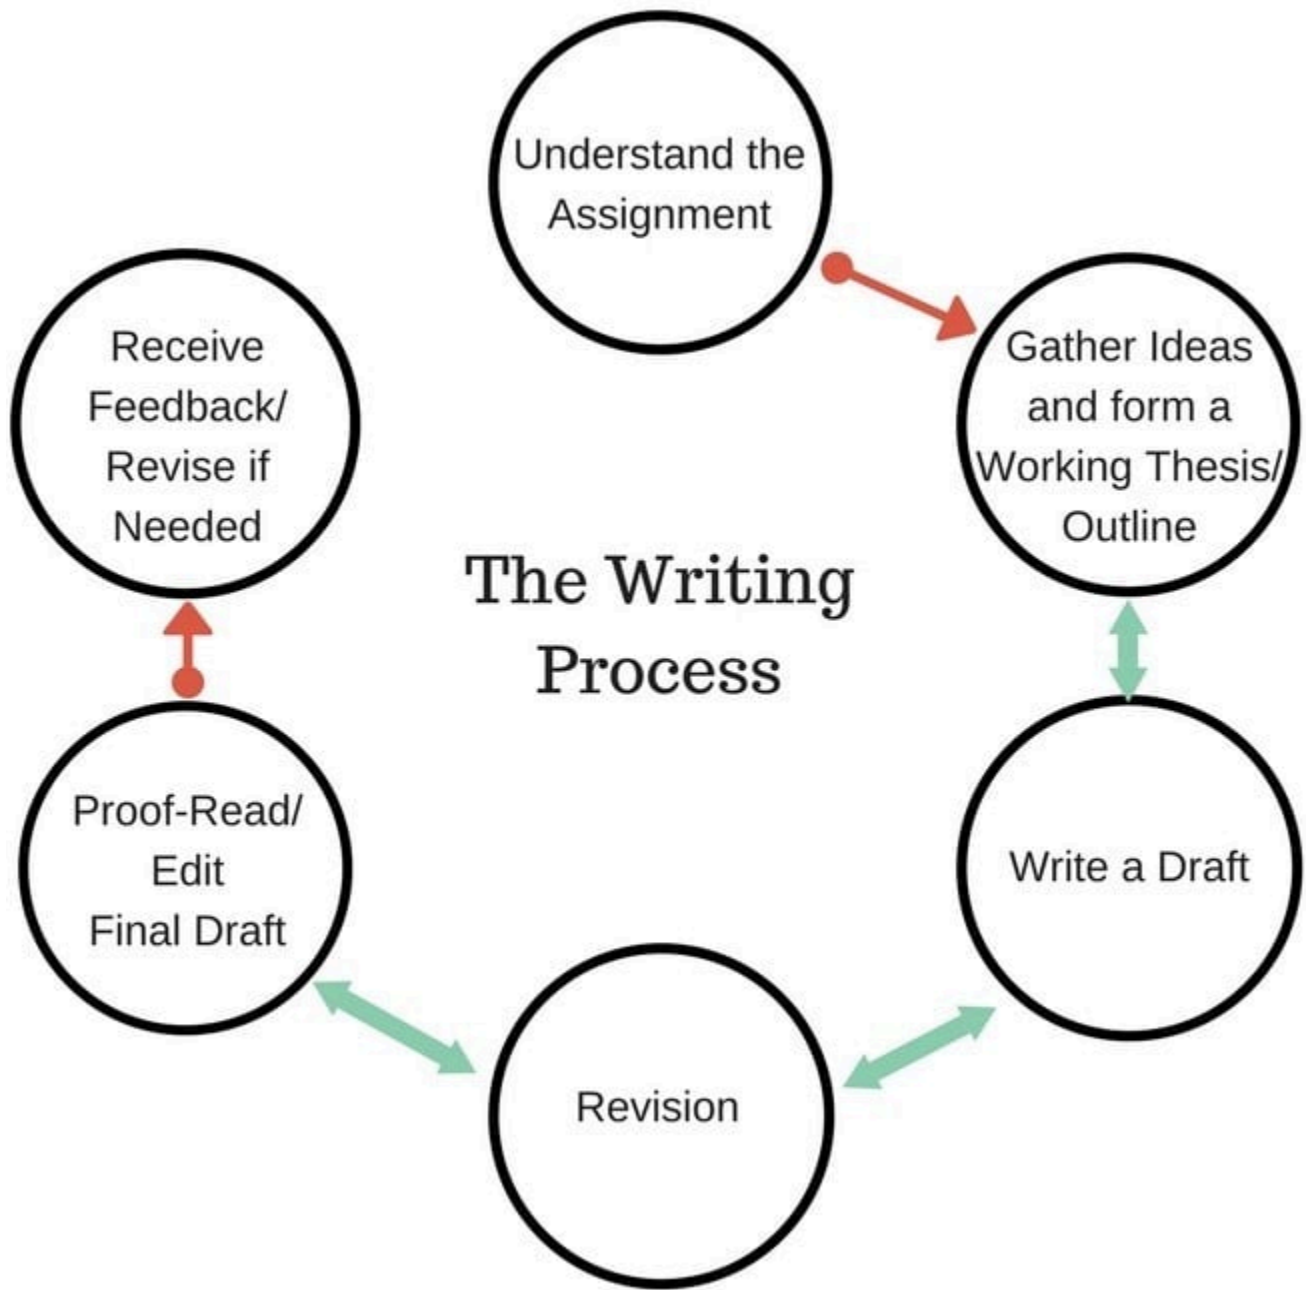 Understand the
Assignment
Gather Ideas
and form a
Working Thesis/
Outline
Write a Draft
Revision
Proof-Read/
Edit
Final Draft
Receive
Feedback/
Revise if
Needed
The Writing
Process